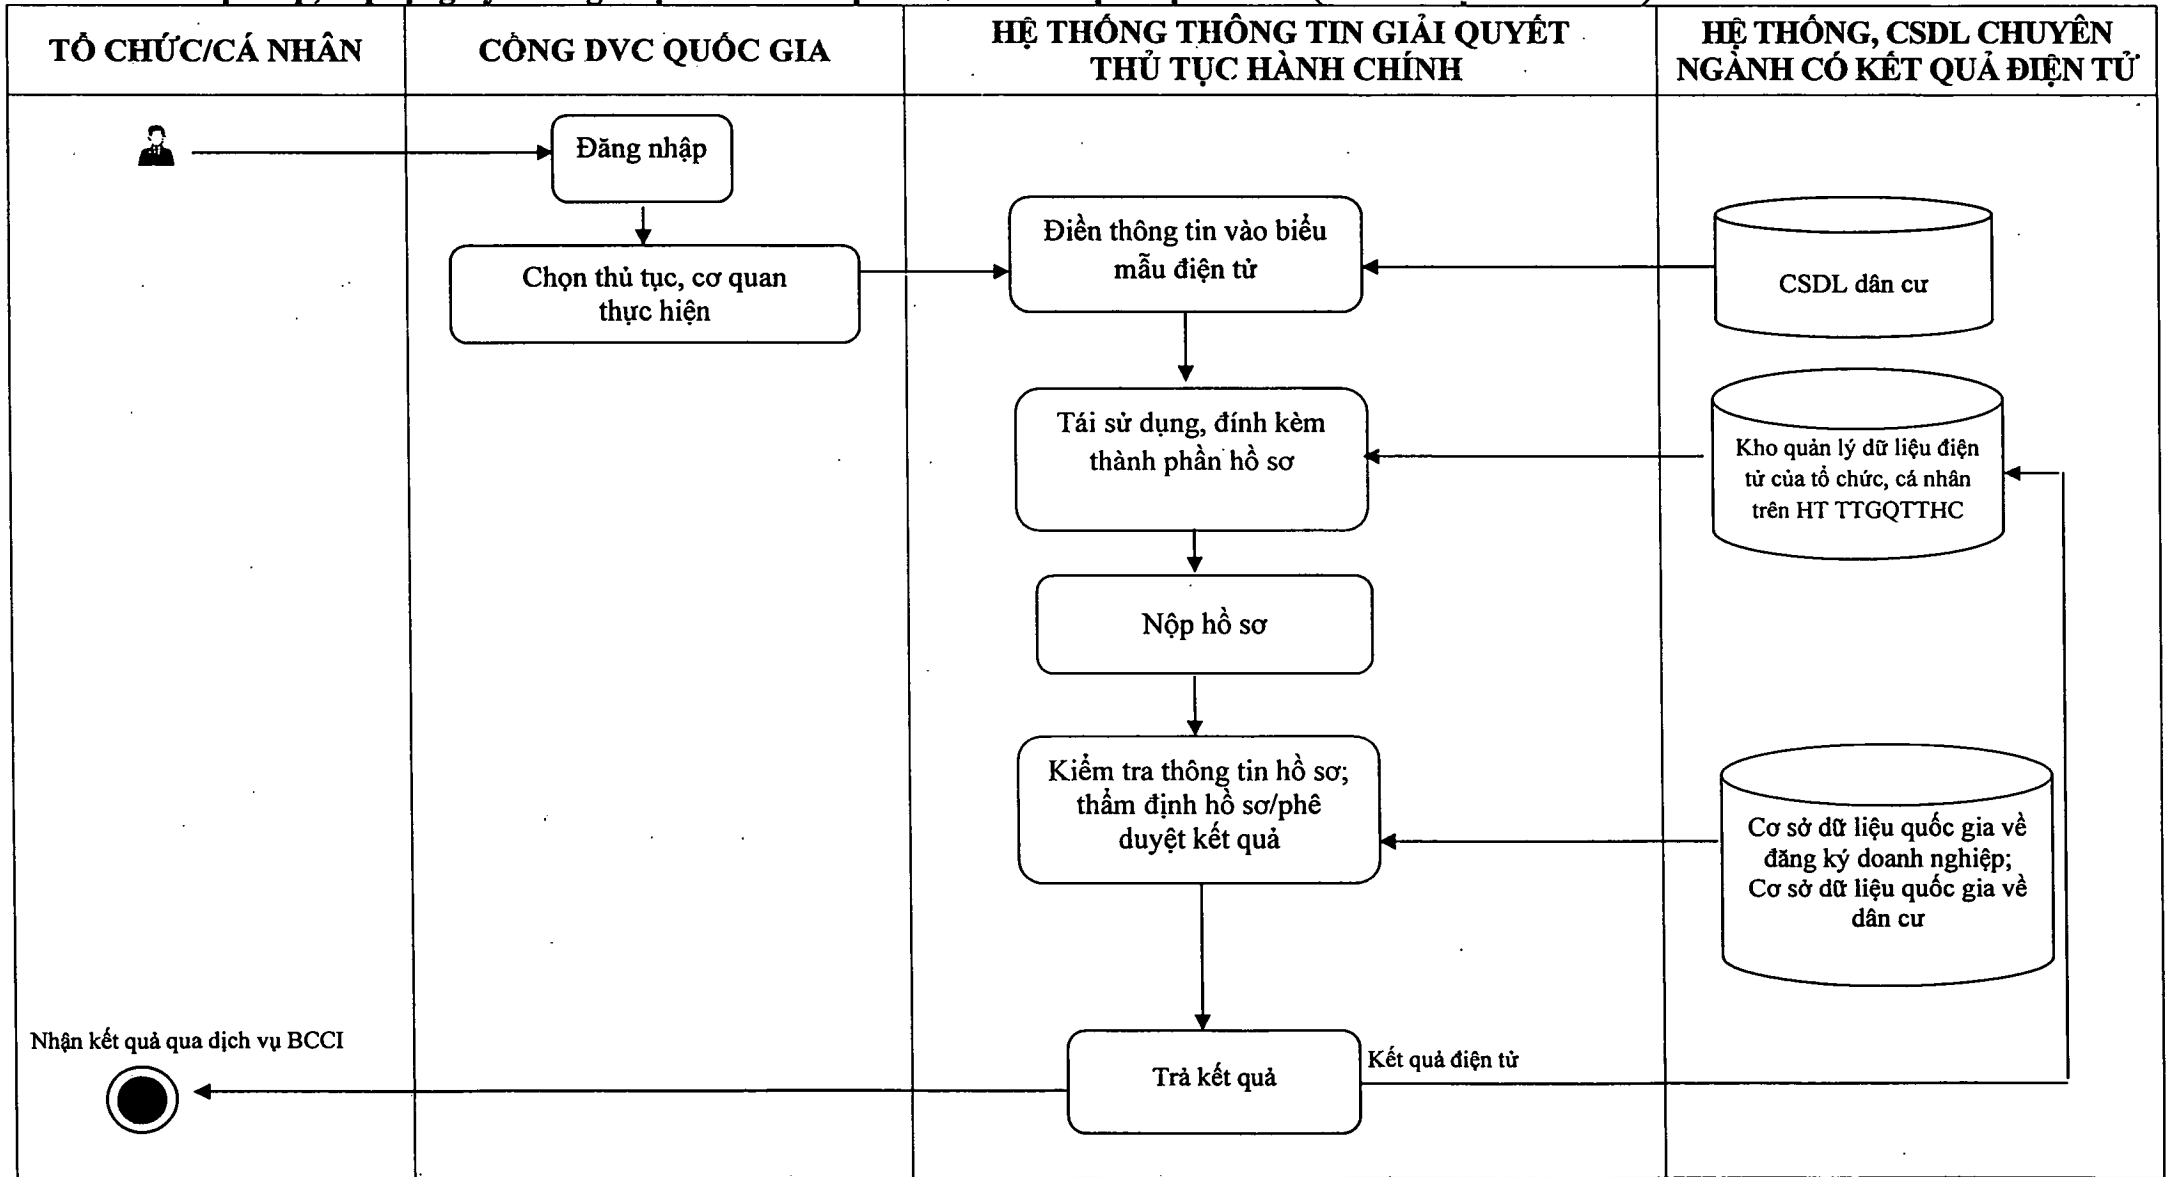 TỔ CHỨC/CÁ NHÂN
CỔNG DVC QUỐC GIA
HỆ THỐNG THÔNG TIN GIẢI QUYẾT
THỦ TỤC HÀNH CHÍNH
HỆ THỐNG, CSDL CHUYÊN
NGÀNH CÓ KẾT QUẢ ĐIỆN TỬ
Đăng nhập
Chọn thủ tục, cơ quan
thực hiện
Điền thông tin vào biểu
mẫu điện tử
CSDL dân cư
Tái sử dụng, đính kèm
thành phần hồ sơ
Kho quản lý dữ liệu điện
tử của tổ chức, cá nhân
trên HT TTGQTTHC
Nộp hồ sơ
Kiểm tra thông tin hồ sơ;
thẩm định hồ sơ/phê
duyệt kết quả
Cơ sở dữ liệu quốc gia về
đăng ký doanh nghiệp;
Cơ sở dữ liệu quốc gia về
dân cư
Nhận kết quả qua dịch vụ BCCI
Trả kết quả
Kết quả điện tử